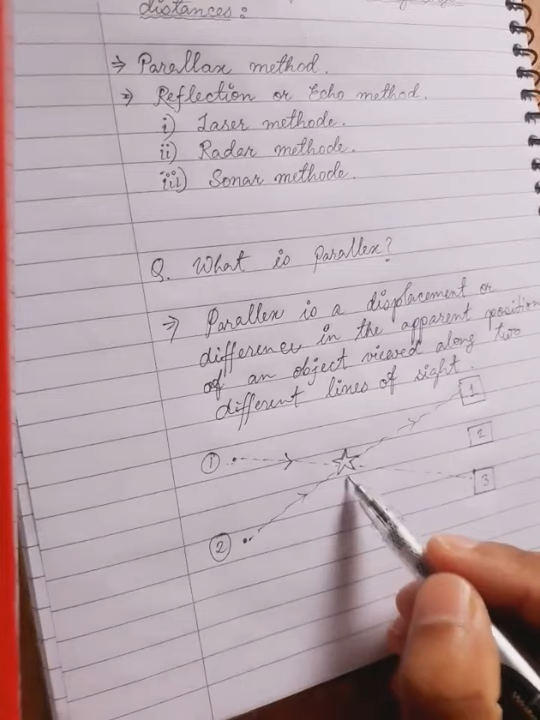 distances:
→ Parallax method.
→ Reflection or Echo method.
i) Laser methode.
ii) Radar methode.
iii) Sonar methode.
Q. What is Parallex?
→ Parallex is a displacement or
difference in the apparent position
of an object viewed along two
different lines of sight.
1
2
3
1
2